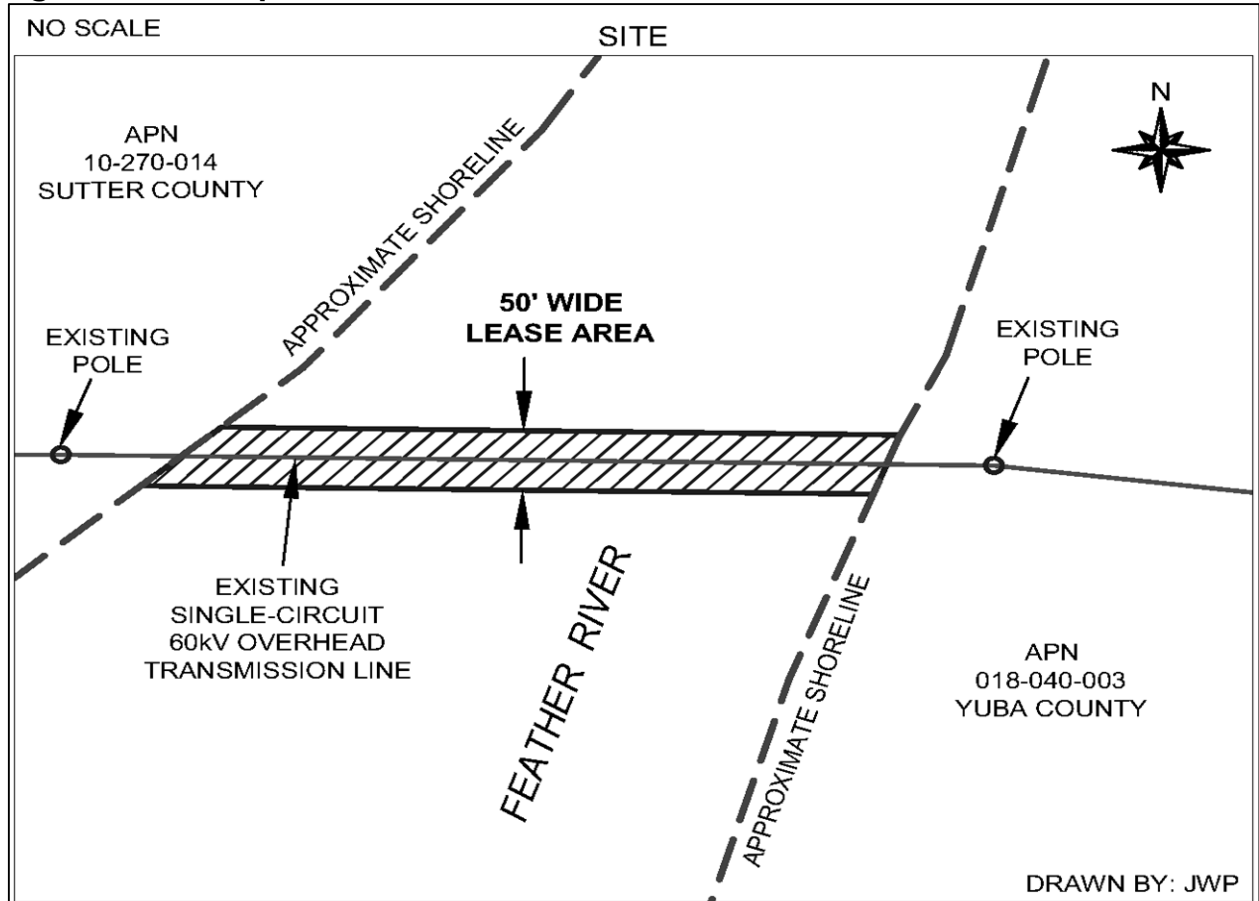 NO SCALE
SITE
N
APN
10-270-014
SUTTER COUNTY
APPROXIMATE SHORELINE
50' WIDE
LEASE AREA
EXISTING
POLE
EXISTING
POLE
EXISTING
SINGLE-CIRCUIT
60kV OVERHEAD
TRANSMISSION LINE
FEATHER RIVER
APPROXIMATE SHORELINE
APN
018-040-003
YUBA COUNTY
DRAWN BY: JWP